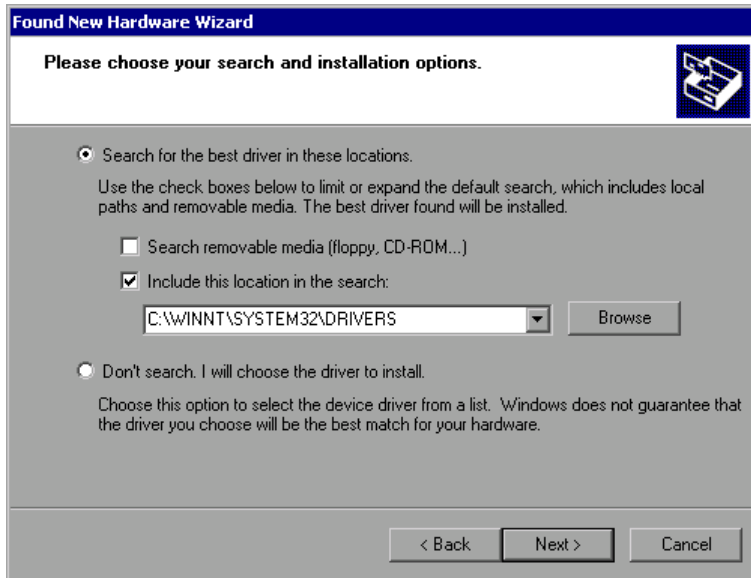 Found New Hardware Wizard
Please choose your search and installation options.
Search for the best driver in these locations.
Use the check boxes below to limit or expand the default search, which includes local
paths and removable media. The best driver found will be installed.
Search removable media (floppy, CD-ROM...)
Include this location in the search:
C:\WINNT\SYSTEM32\DRIVERS
Browse
Don't search. I will choose the driver to install.
Choose this option to select the device driver from a list.  Windows does not guarantee that
the driver you choose will be the best match for your hardware.
< Back
Next >
Cancel